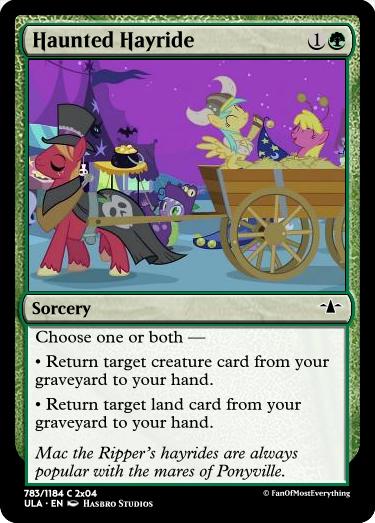 Haunted Hayride 1
Sorcery
Choose one or both —
• Return target creature card from your
graveyard to your hand.
• Return target land card from your
graveyard to your hand.
Mac the Ripper's hayrides are always
popular with the mares of Ponyville.
783/1184 C 2x04
ULA • EN Hasbro Studios © FanOfMostEverything